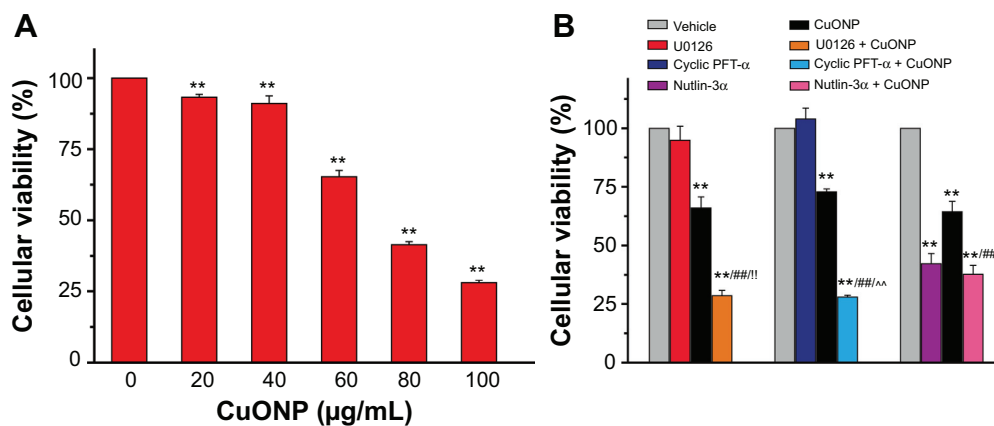 A
Cellular viability (%)
100
75
50
25
0
** ** ** ** **
0 20 40 60 80 100
CuONP (µg/mL)
B
Vehicle
U0126
Cyclic PFT-α
Nutlin-3α
CuONP
U0126 + CuONP
Cyclic PFT-α + CuONP
Nutlin-3α + CuONP
Cellular viability (%)
100
75
50
25
0
** **/##/!!
** **/##/^^
** ** **/##